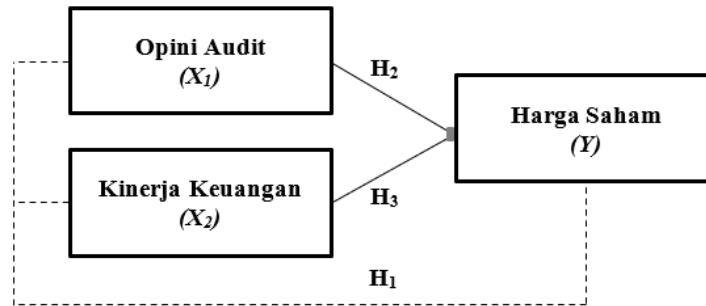 Opini Audit
(X₁)
H₂
Harga Saham
(Y)
Kinerja Keuangan
(X₂)
H₃
H₁